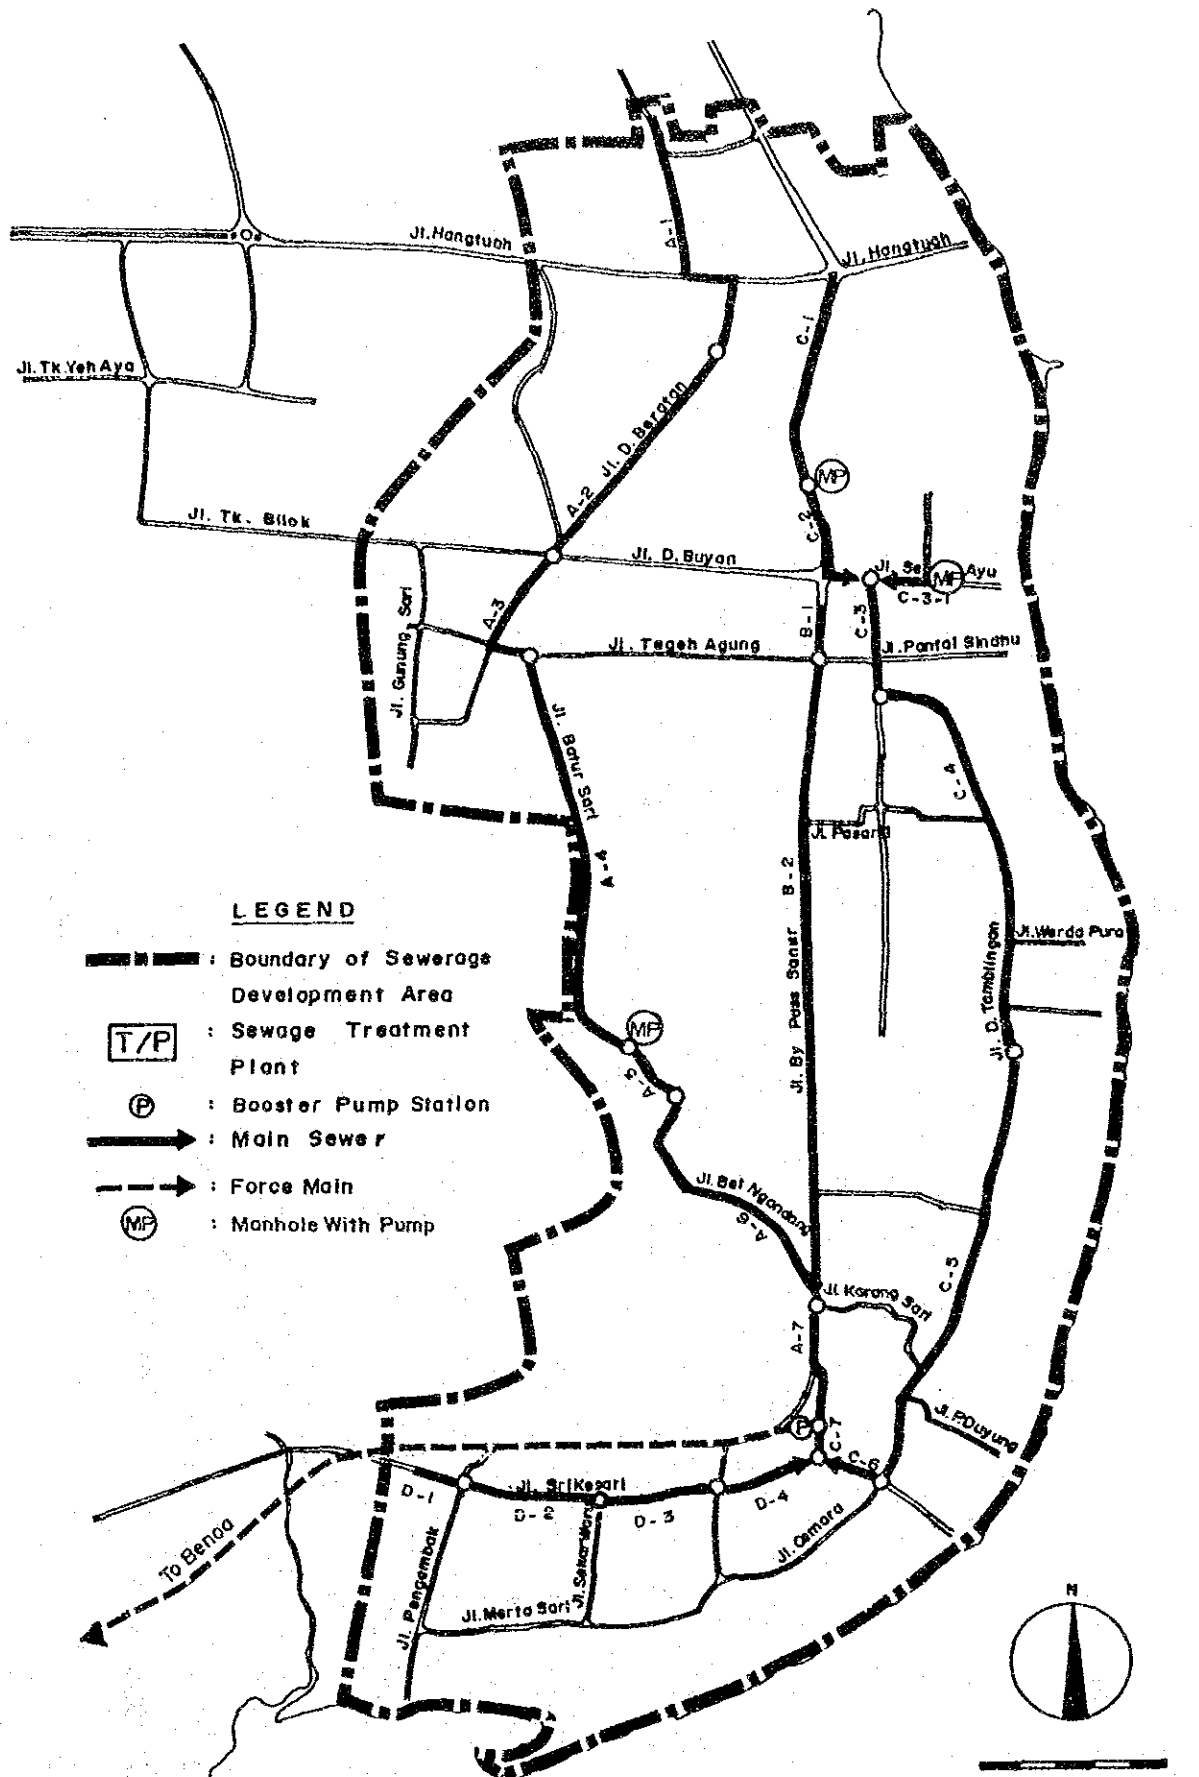 Jl. Hangtuah
A-1
Jl. Hangtuah
C-1
Jl. Tk. Yeh Aya
Jl. D. Beratan
A-2
MP
Jl. Tk. Bilok
C-2
Jl. D. Buyan
Ayu
MP
C-3-1
Jl. Gunung Sari
A-3
B-1
C-3
Jl. Tegeh Agung
Jl. Pantai Sindhu
Jl. Batur Sari
C-4
A-4
B-2
LEGEND
: Boundary of Sewerage
Development Area
Jl. Warda Pura
Jl. By Pass Sanur
Jl. D. Tamblingan
T/P : Sewage Treatment
Plant
MP
A-5
P : Booster Pump Station
: Main Sewer
: Force Main
MP : Manhole With Pump
Jl. Bet Ngandang
A-6
C-5
Jl. Karang Sari
A-7
Jl. P. Duyung
P
C-7
C-6
D-1
Jl. Sri Kesari
D-2
D-3
D-4
To Benoa
Jl. Pengembak
Jl. Cemara
Jl. Merta Sari
N